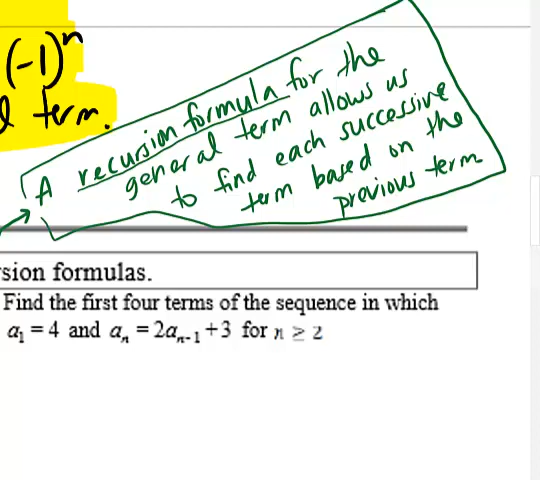 (-1)ⁿ
term.
A recursion formula for the
general term allows us
to find each successive
term based on the
previous term
sion formulas.
Find the first four terms of the sequence in which
a₁ = 4 and aₙ = 2aₙ₋₁ + 3 for n ≥ 2